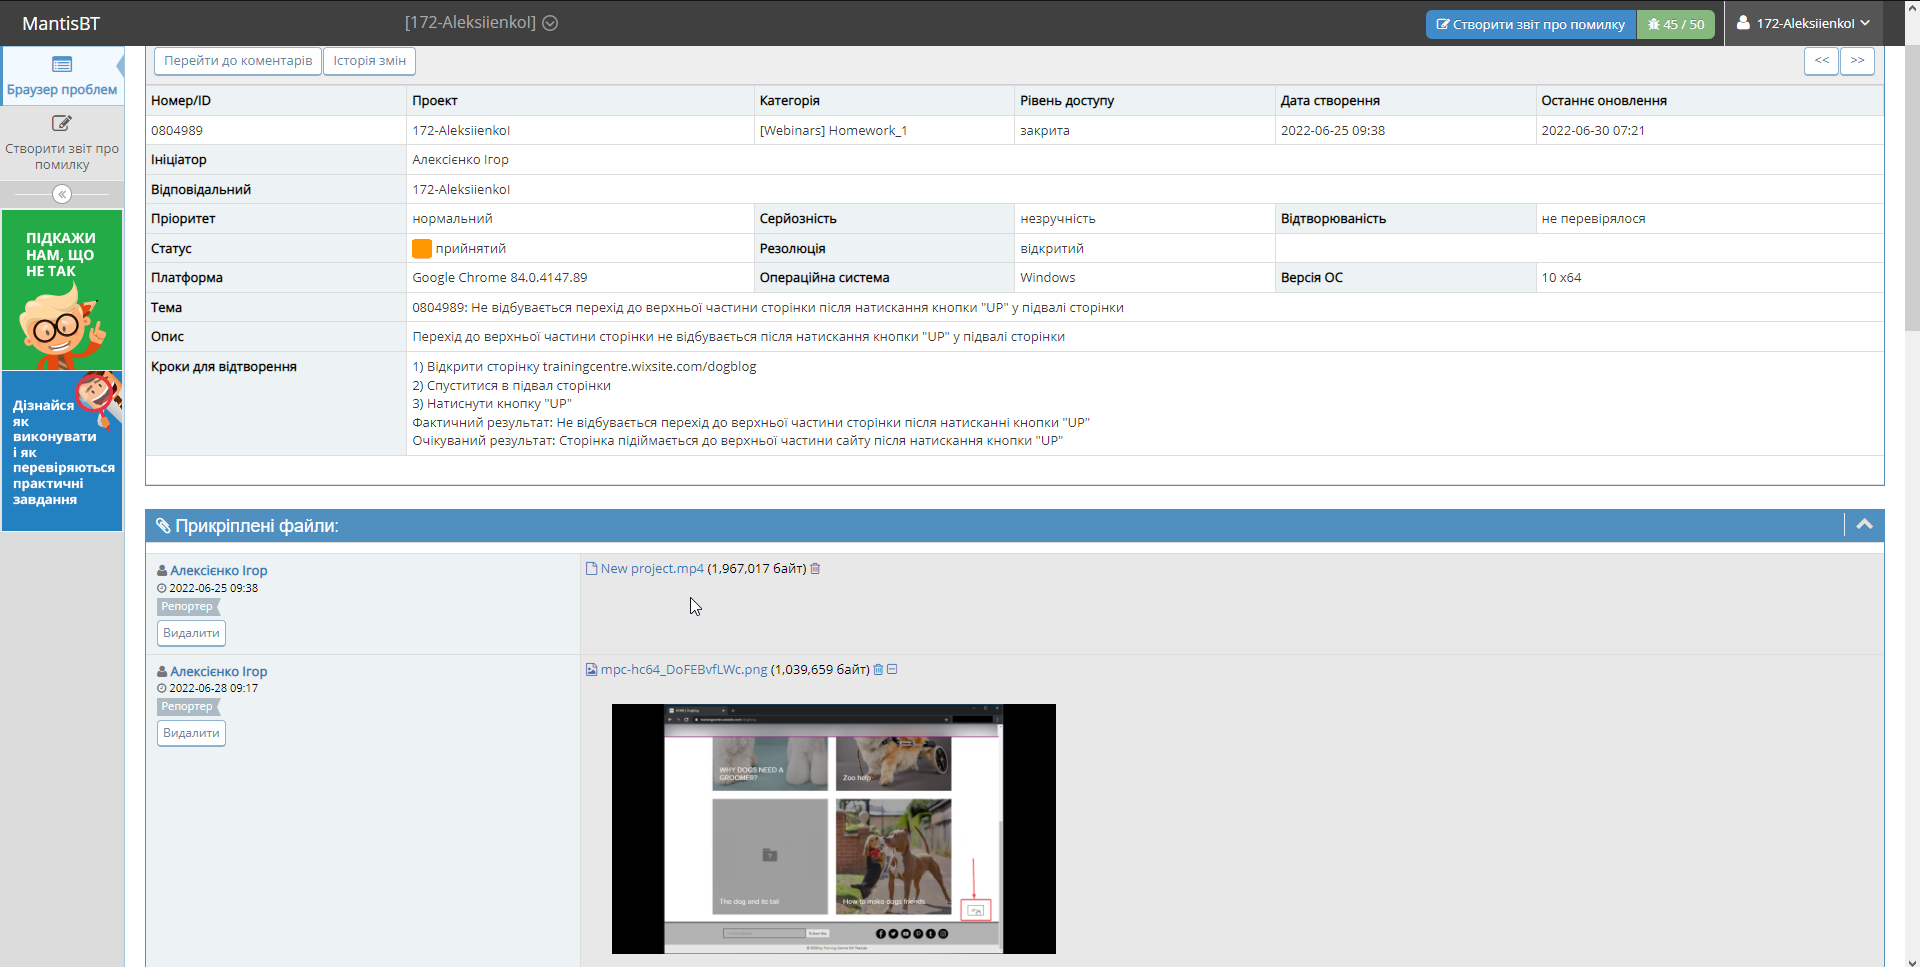 MantisBT
[172-Aleksiienkol]
Створити звіт про помилку
45 / 50
172-Aleksiienkol
Браузер проблем
Створити звіт про
помилку
«
ПІДКАЖИ
НАМ, ЩО
НЕ ТАК
Дізнайся
як
виконувати
і як
перевіряються
практичні
завдання
Перейти до коментарів
Історія змін
<<
>>
Номер/ID Проект Категорія Рівень доступу Дата створення Останнє оновлення
0804989 172-Aleksiienkol [Webinars] Homework_1 закрита 2022-06-25 09:38 2022-06-30 07:21
Ініціатор Алексієнко Ігор
Відповідальний 172-Aleksiienkol
Пріоритет нормальний Серйозність незручність Відтворюваність не перевірялося
Статус прийнятий Резолюція відкритий
Платформа Google Chrome 84.0.4147.89 Операційна система Windows Версія ОС 10 x64
Тема 0804989: Не відбувається перехід до верхньої частини сторінки після натискання кнопки "UP" у підвалі сторінки
Опис Перехід до верхньої частини сторінки не відбувається після натискання кнопки "UP" у підвалі сторінки
Кроки для відтворення 1) Відкрити сторінку trainingcentre.wixsite.com/dogblog
2) Спуститися в підвал сторінки
3) Натиснути кнопку "UP"
Фактичний результат: Не відбувається перехід до верхньої частини сторінки після натисканні кнопки "UP"
Очікуваний результат: Сторінка підіймається до верхньої частини сайту після натискання кнопки "UP"
Прикріплені файли:
Алексієнко Ігор
2022-06-25 09:38
Репортер
Видалити
New project.mp4 (1,967,017 байт)
Алексієнко Ігор
2022-06-28 09:17
Репортер
Видалити
mpc-hc64_DoFEBvfLWc.png (1,039,659 байт)
WHY DOGS NEED A
GROOMER?
Zoo help
The dog and its tail
How to make dogs friends